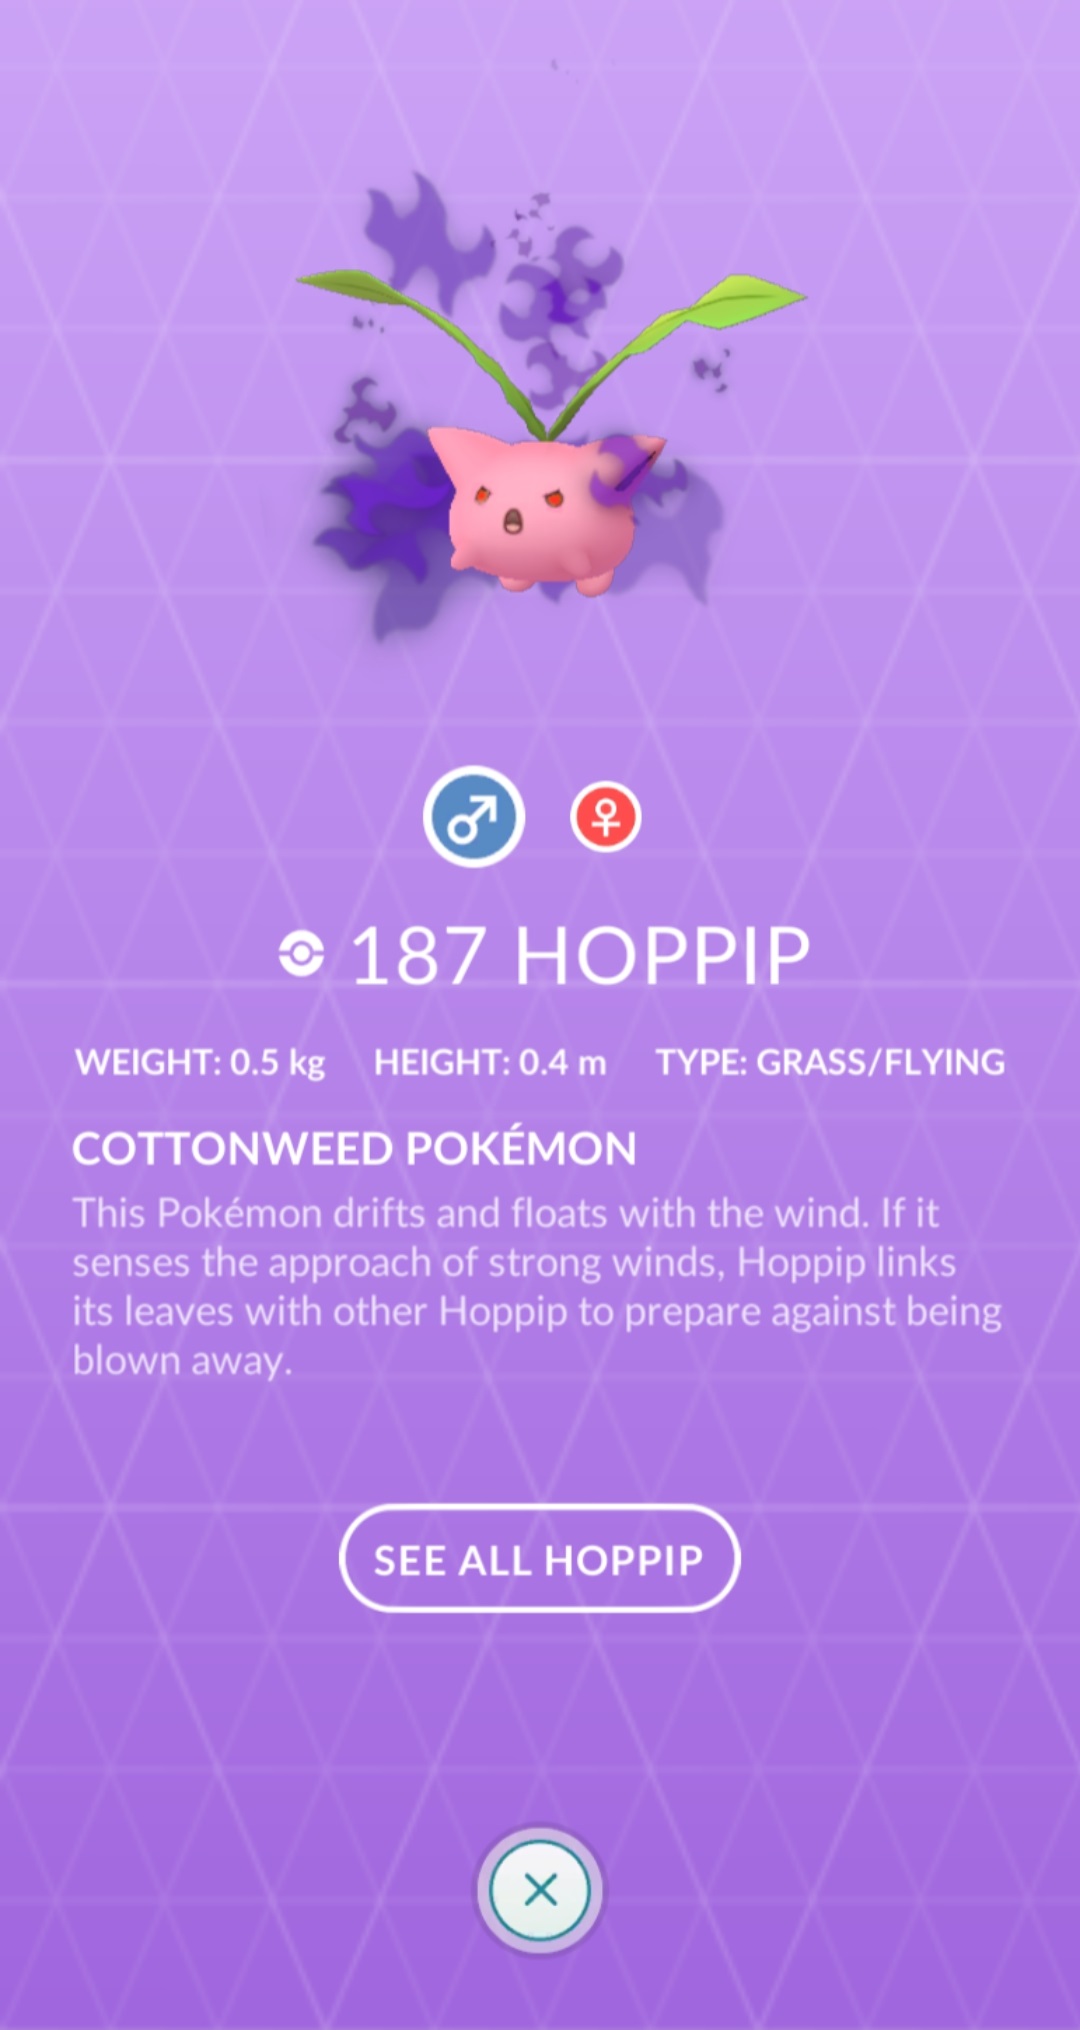 187 HOPPIP
WEIGHT: 0.5 kg HEIGHT: 0.4 m TYPE: GRASS/FLYING
COTTONWEED POKÉMON
This Pokémon drifts and floats with the wind. If it
senses the approach of strong winds, Hoppip links
its leaves with other Hoppip to prepare against being
blown away.
SEE ALL HOPPIP